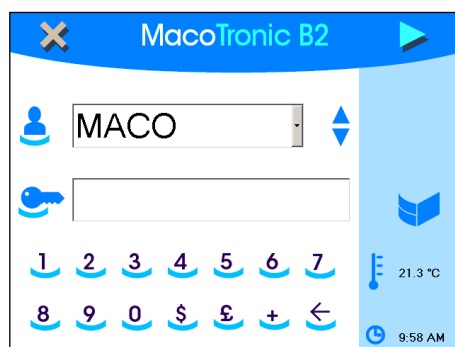 MacoTronic B2
MACO
1 2 3 4 5 6 7
21.3 °C
8 9 0 $ £ + ←
9:58 AM